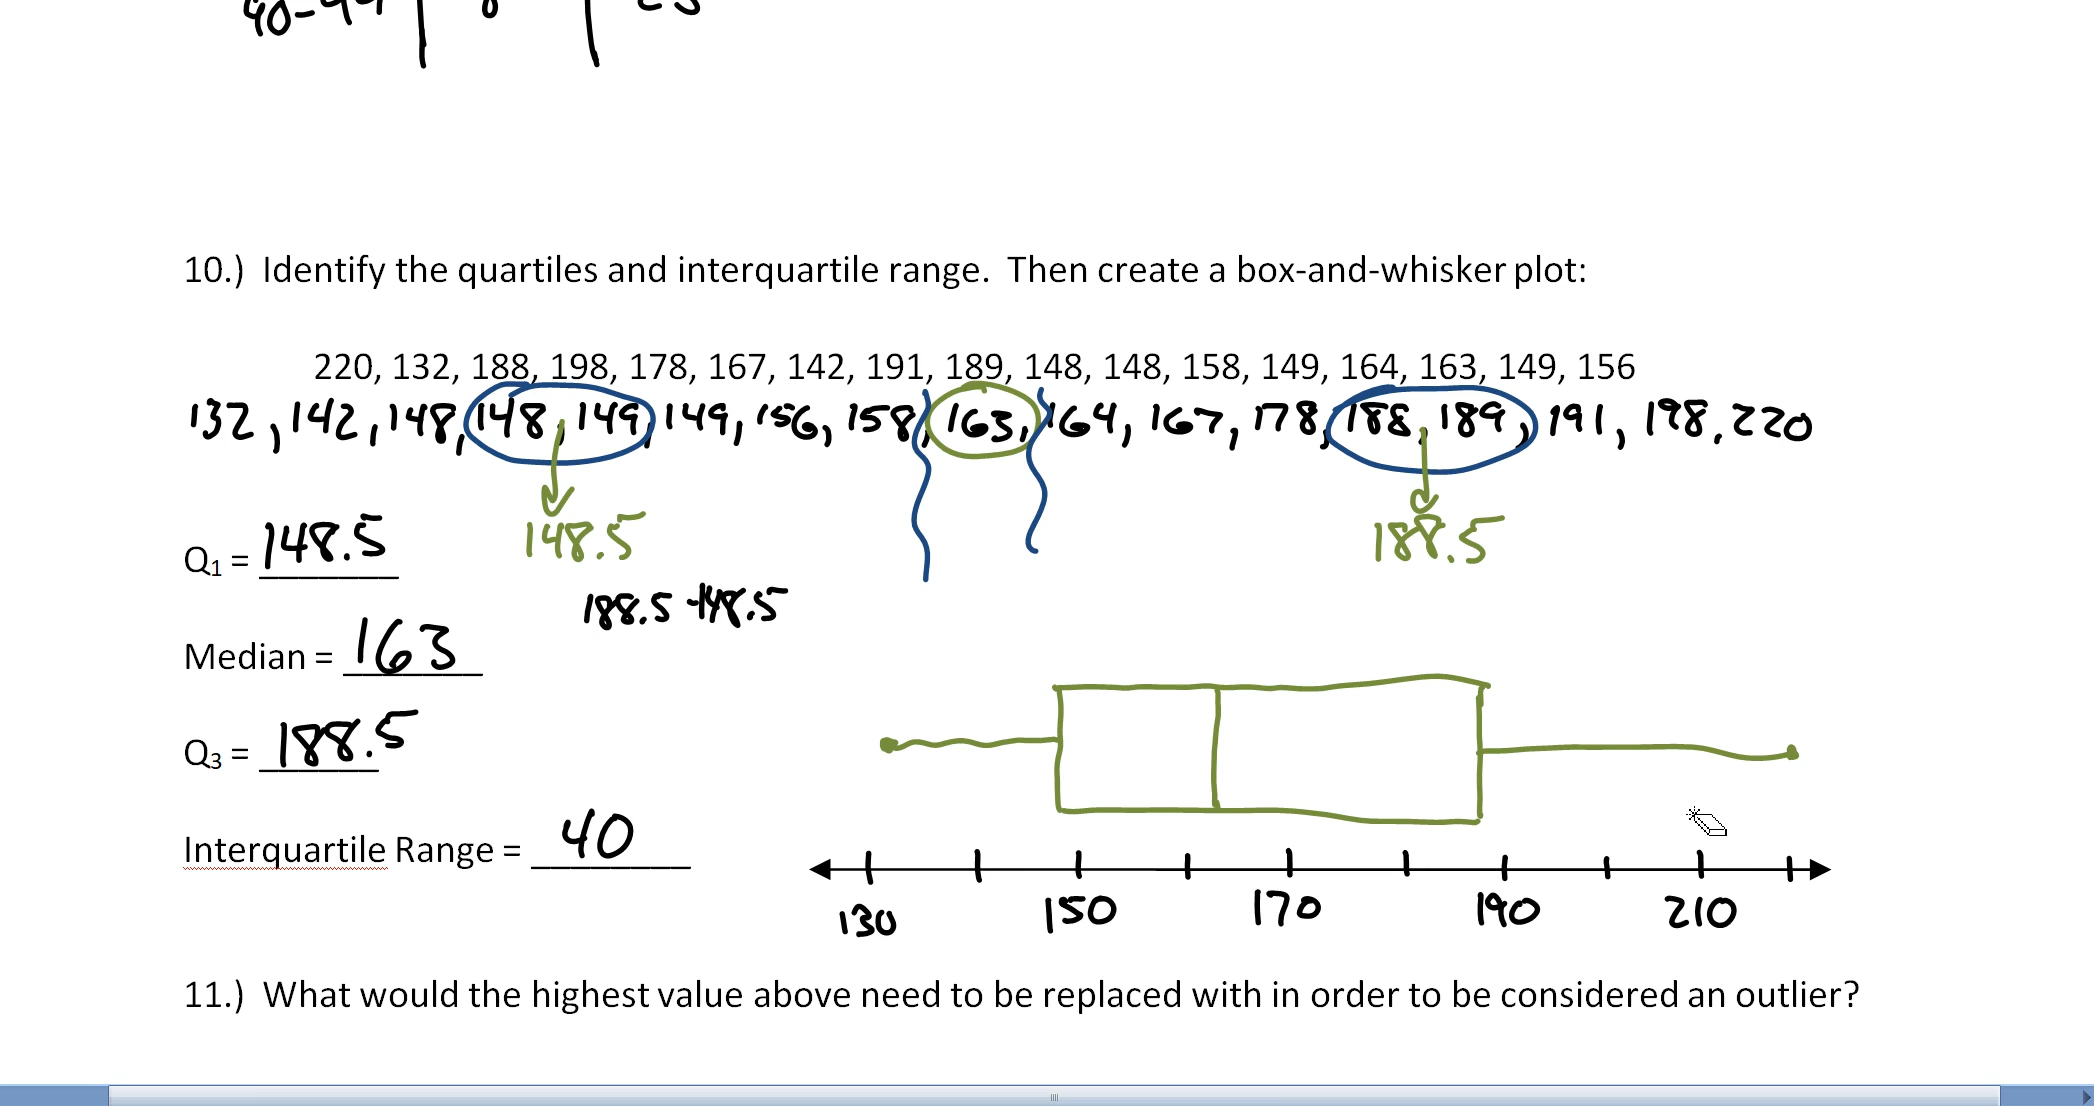 10.) Identify the quartiles and interquartile range. Then create a box-and-whisker plot:
220, 132, 188, 198, 178, 167, 142, 191, 189, 148, 148, 158, 149, 164, 163, 149, 156
132, 142, 148, 148, 149, 149, 156, 158, 163, 164, 167, 178, 188, 189, 191, 198, 220
148.5 188.5
Q1 = 148.5
188.5 - 148.5
Median = 163
Q3 = 188.5
Interquartile Range = 40
130 150 170 190 210
11.) What would the highest value above need to be replaced with in order to be considered an outlier?